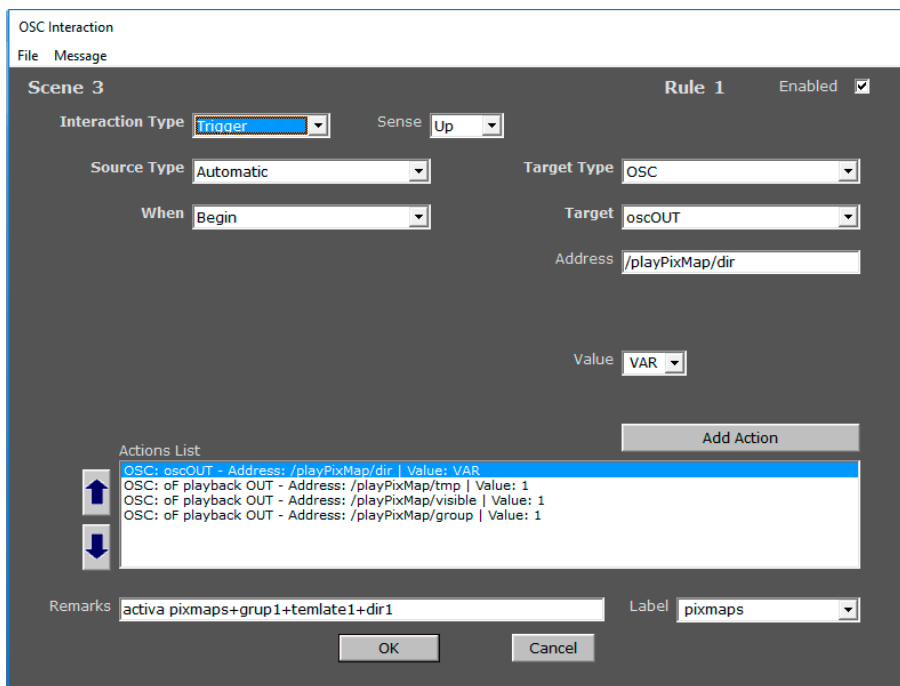 OSC Interaction
File Message
Scene 3 Rule 1 Enabled
Interaction Type Trigger Sense Up
Source Type Automatic Target Type OSC
When Begin Target oscOUT
Address /playPixMap/dir
Value VAR
Add Action
Actions List
OSC: oscOUT - Address: /playPixMap/dir | Value: VAR
OSC: oF playback OUT - Address: /playPixMap/tmp | Value: 1
OSC: oF playback OUT - Address: /playPixMap/visible | Value: 1
OSC: oF playback OUT - Address: /playPixMap/group | Value: 1
Remarks activa pixmaps+grup1+temlate1+dir1 Label pixmaps
OK Cancel